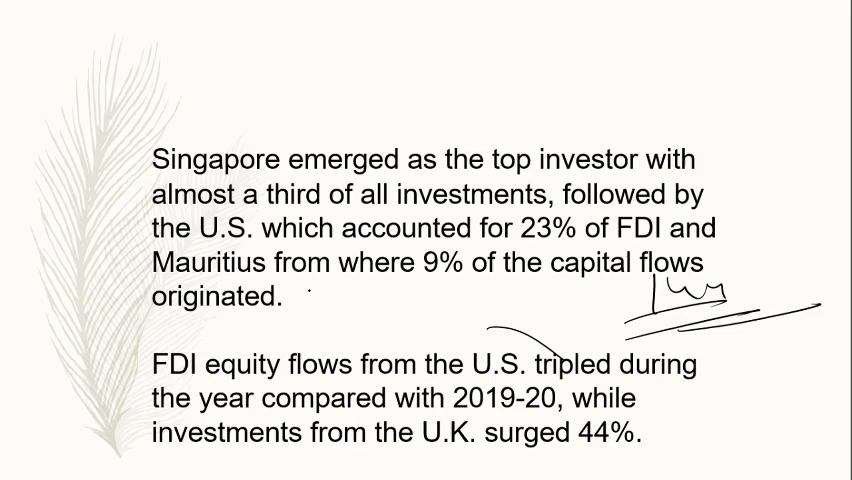 Singapore emerged as the top investor with
almost a third of all investments, followed by
the U.S. which accounted for 23% of FDI and
Mauritius from where 9% of the capital flows
originated.
FDI equity flows from the U.S. tripled during
the year compared with 2019-20, while
investments from the U.K. surged 44%.